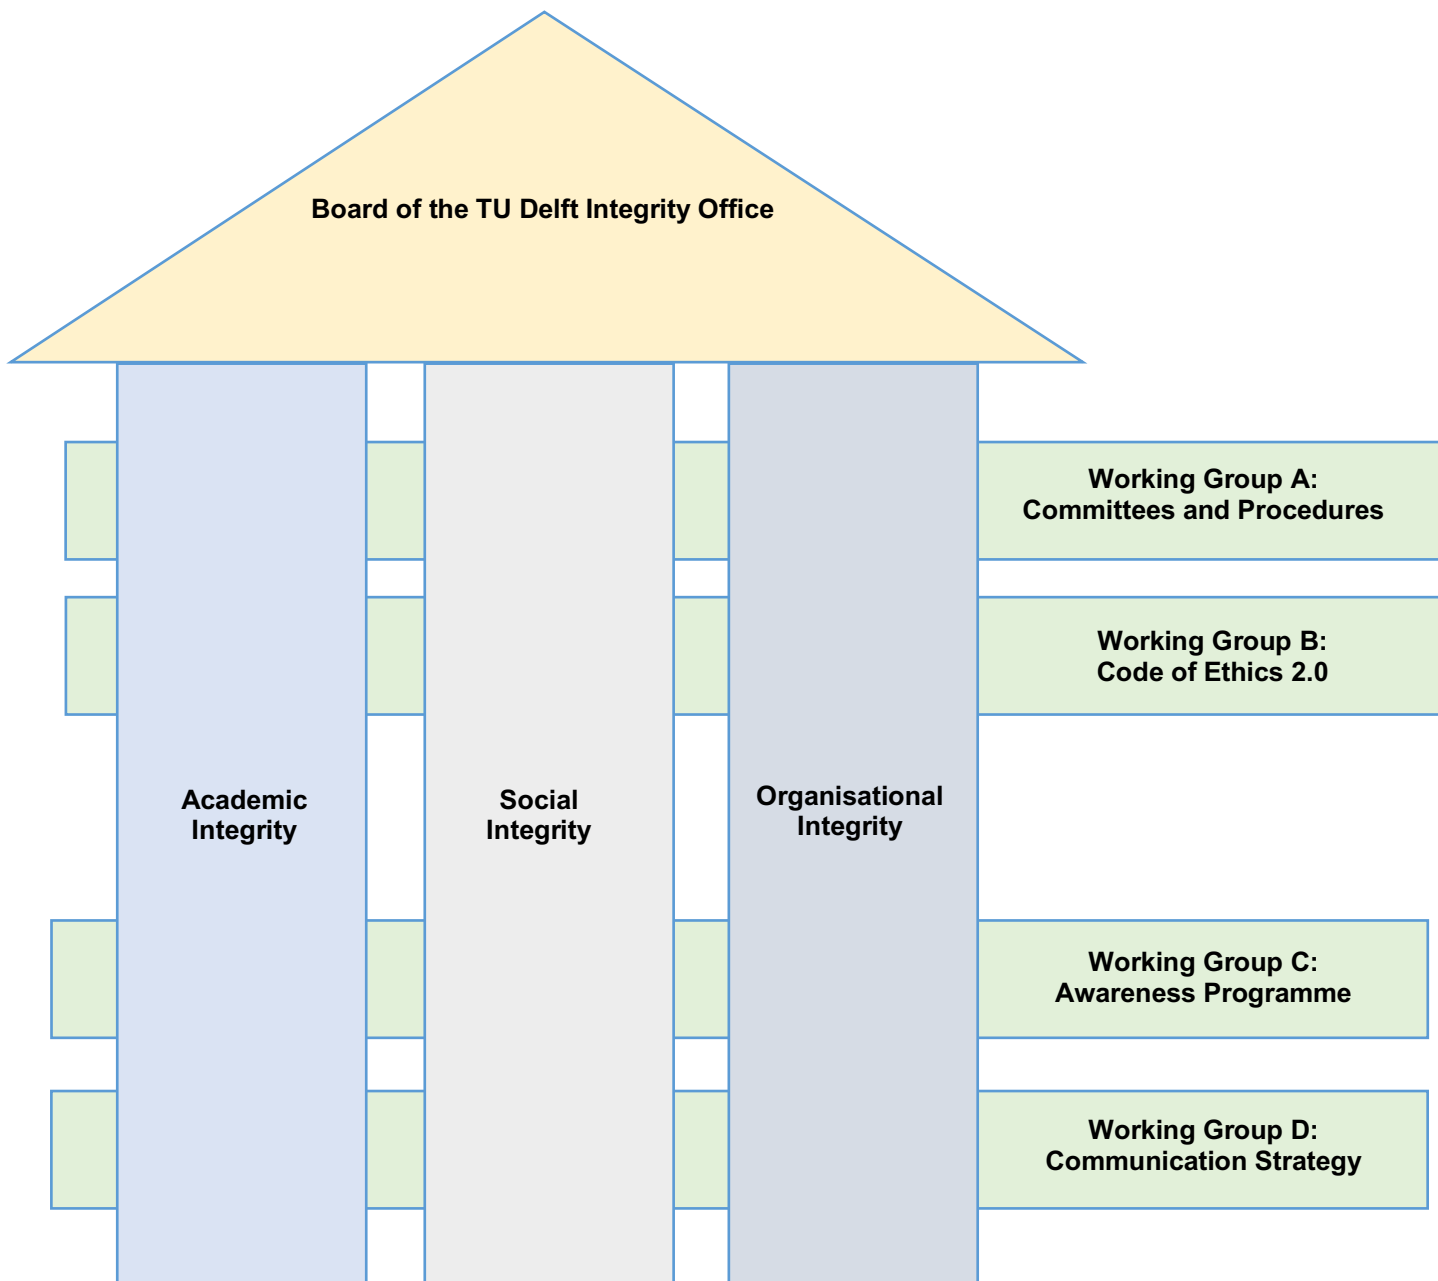 Board of the TU Delft Integrity Office
Working Group A:
Committees and Procedures
Working Group B:
Code of Ethics 2.0
Academic
Integrity
Social
Integrity
Organisational
Integrity
Working Group C:
Awareness Programme
Working Group D:
Communication Strategy